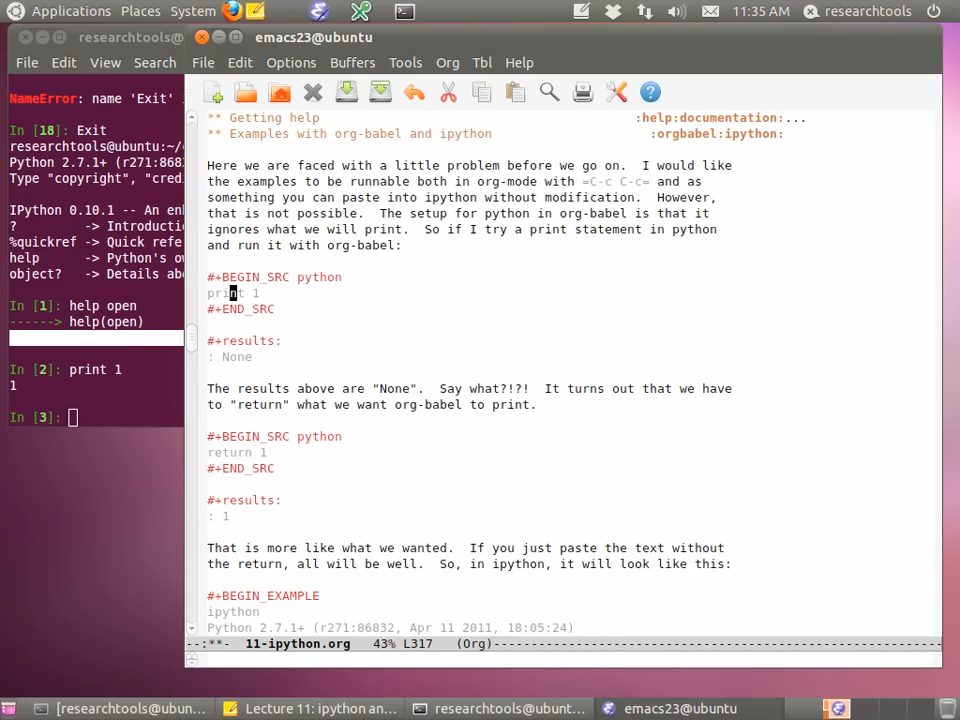 Applications Places System 11:35 AM researchtools
researchtools@
File Edit View Search
NameError: name 'Exit'
In [18]: Exit
researchtools@ubuntu:~/
Python 2.7.1+ (r271:8683
Type "copyright", "cred
IPython 0.10.1 -- An en
? -> Introducti
%quickref -> Quick refe
help -> Python's o
object? -> Details abo
In [1]: help open
------> help(open)
In [2]: print 1
1
In [3]:
emacs23@ubuntu
File Edit Options Buffers Tools Org Tbl Help
** Getting help :help:documentation:...
** Examples with org-babel and ipython :orgbabel:ipython:
Here we are faced with a little problem before we go on. I would like
the examples to be runnable both in org-mode with =C-c C-c= and as
something you can paste into ipython without modification. However,
that is not possible. The setup for python in org-babel is that it
ignores what we will print. So if I try a print statement in python
and run it with org-babel:
#+BEGIN_SRC python
print 1
#+END_SRC
#+results:
: None
The results above are "None". Say what?!?! It turns out that we have
to "return" what we want org-babel to print.
#+BEGIN_SRC python
return 1
#+END_SRC
#+results:
: 1
That is more like what we wanted. If you just paste the text without
the return, all will be well. So, in ipython, it will look like this:
#+BEGIN_EXAMPLE
ipython
Python 2.7.1+ (r271:86832, Apr 11 2011, 18:05:24)
--:**- 11-ipython.org 43% L317 (Org)
[researchtools@ubun... Lecture 11: ipython an... researchtools@ubunt... emacs23@ubuntu